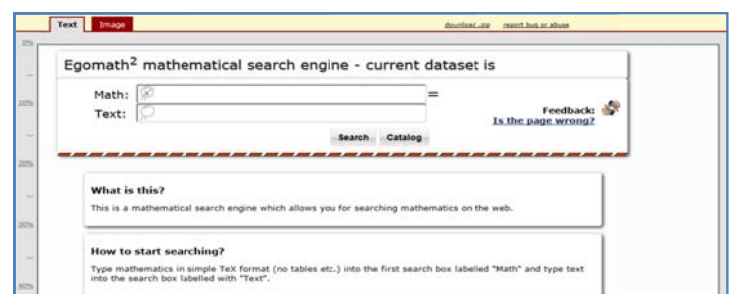 Text Image download .zip report bug or abuse
Egomath2 mathematical search engine - current dataset is
Math: =
Text:
Feedback:
Is the page wrong?
Search Catalog
What is this?
This is a mathematical search engine which allows you for searching mathematics on the web.
How to start searching?
Type mathematics in simple TeX format (no tables etc.) into the first search box labelled "Math" and type text
into the search box labelled with "Text".